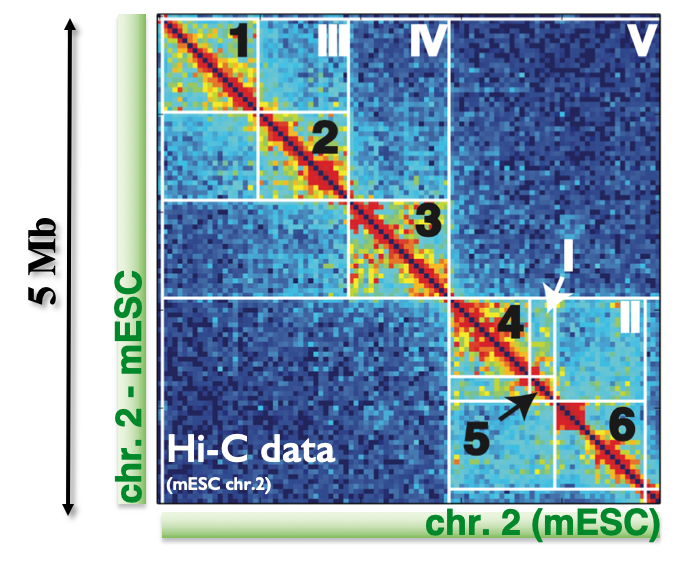 1
III
IV
V
2
3
I
4
II
5
6
5 Mb
chr. 2 - mESC
Hi-C data
(mESC chr.2)
chr. 2 (mESC)